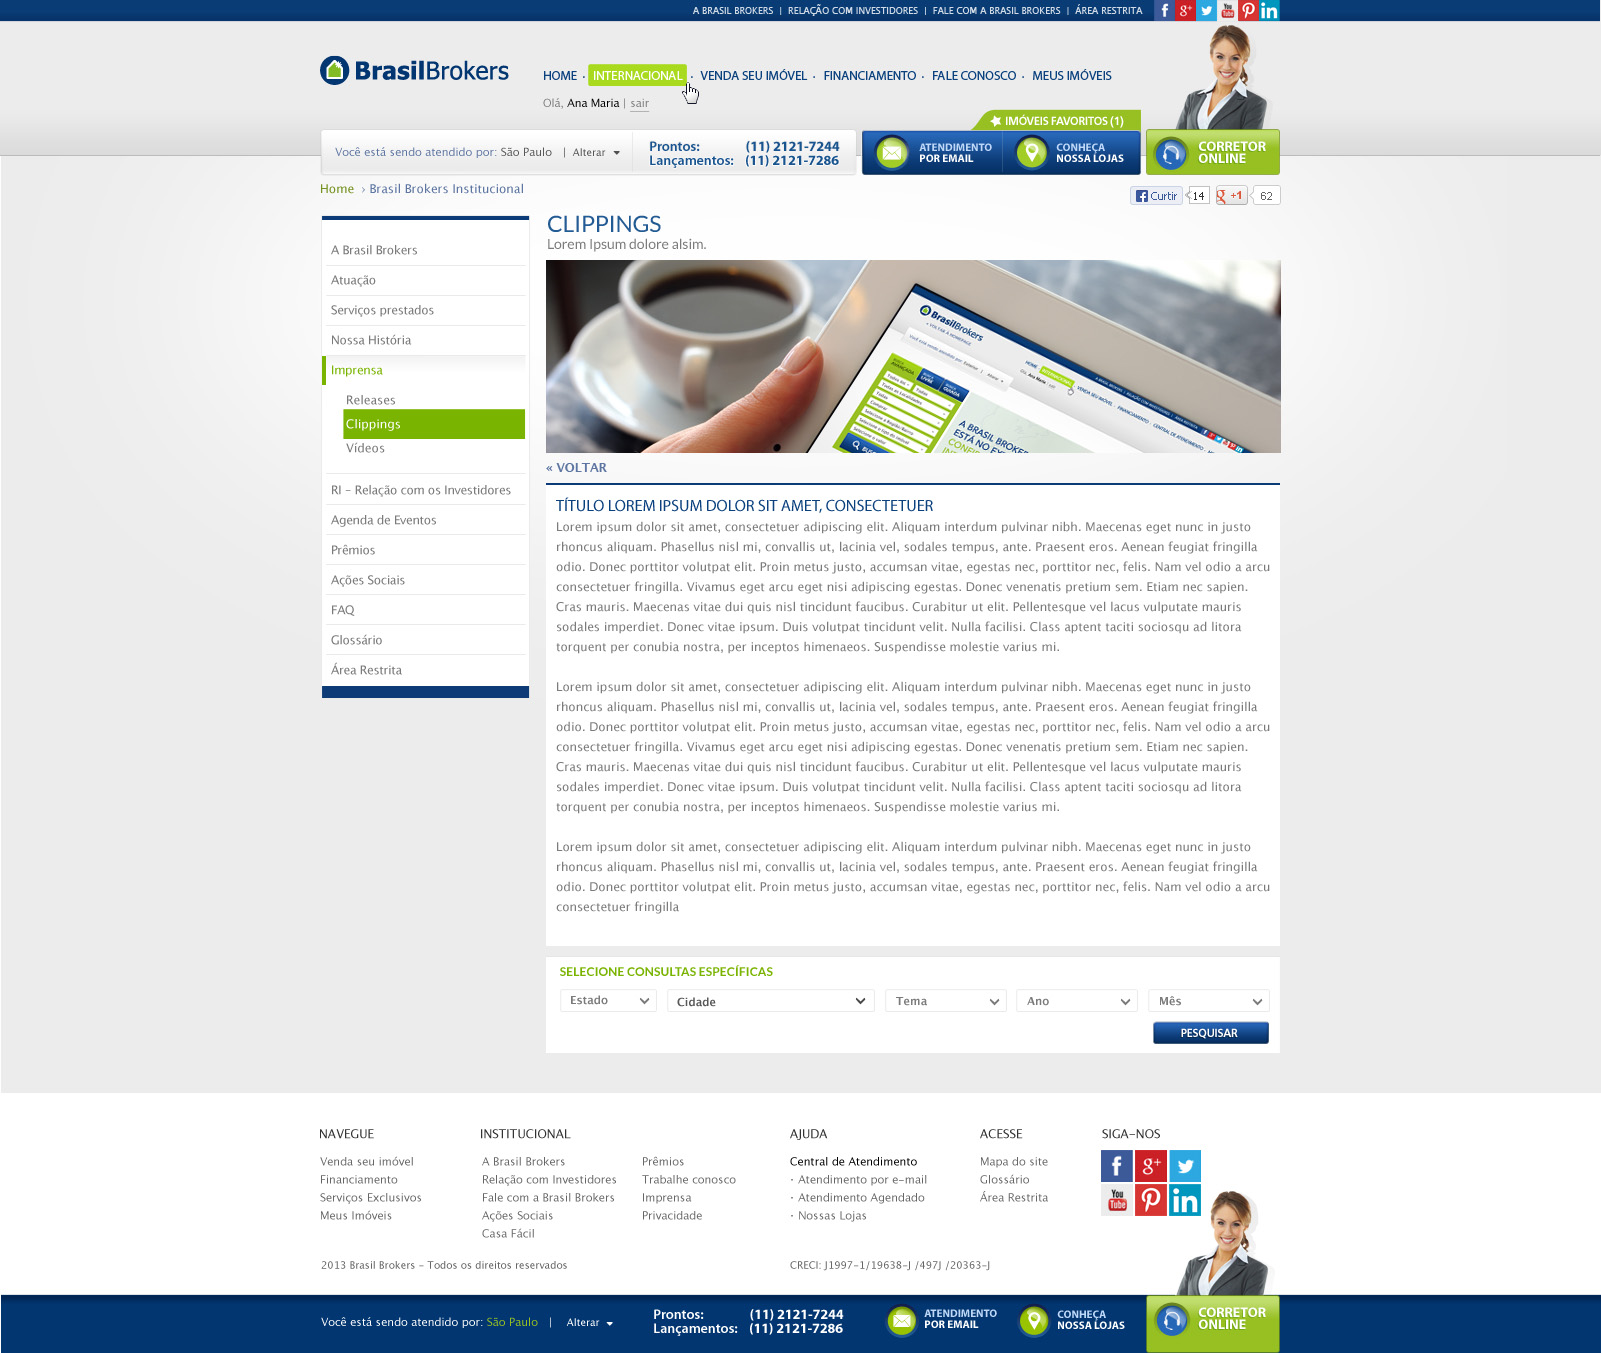 A BRASIL BROKERS | RELAÇÃO COM INVESTIDORES | FALE COM A BRASIL BROKERS | ÁREA RESTRITA
BrasilBrokers
HOME · INTERNACIONAL · VENDA SEU IMÓVEL · FINANCIAMENTO · FALE CONOSCO · MEUS IMÓVEIS
Olá, Ana Maria | sair
IMÓVEIS FAVORITOS (1)
Você está sendo atendido por: São Paulo | Alterar
Prontos: (11) 2121-7244
Lançamentos: (11) 2121-7286
ATENDIMENTO
POR EMAIL
CONHEÇA
NOSSA LOJAS
CORRETOR
ONLINE
Home › Brasil Brokers Institucional
Curtir 14 +1 62
A Brasil Brokers
Atuação
Serviços prestados
Nossa História
Imprensa
Releases
Clippings
Vídeos
RI - Relação com os Investidores
Agenda de Eventos
Prêmios
Ações Sociais
FAQ
Glossário
Área Restrita
CLIPPINGS
Lorem Ipsum dolore alsim.
BrasilBrokers
« VOLTAR
TÍTULO LOREM IPSUM DOLOR SIT AMET, CONSECTETUER
Lorem ipsum dolor sit amet, consectetuer adipiscing elit. Aliquam interdum pulvinar nibh. Maecenas eget nunc in justo
rhoncus aliquam. Phasellus nisl mi, convallis ut, lacinia vel, sodales tempus, ante. Praesent eros. Aenean feugiat fringilla
odio. Donec porttitor volutpat elit. Proin metus justo, accumsan vitae, egestas nec, porttitor nec, felis. Nam vel odio a arcu
consectetuer fringilla. Vivamus eget arcu eget nisi adipiscing egestas. Donec venenatis pretium sem. Etiam nec sapien.
Cras mauris. Maecenas vitae dui quis nisl tincidunt faucibus. Curabitur ut elit. Pellentesque vel lacus vulputate mauris
sodales imperdiet. Donec vitae ipsum. Duis volutpat tincidunt velit. Nulla facilisi. Class aptent taciti sociosqu ad litora
torquent per conubia nostra, per inceptos himenaeos. Suspendisse molestie varius mi.
Lorem ipsum dolor sit amet, consectetuer adipiscing elit. Aliquam interdum pulvinar nibh. Maecenas eget nunc in justo
rhoncus aliquam. Phasellus nisl mi, convallis ut, lacinia vel, sodales tempus, ante. Praesent eros. Aenean feugiat fringilla
odio. Donec porttitor volutpat elit. Proin metus justo, accumsan vitae, egestas nec, porttitor nec, felis. Nam vel odio a arcu
consectetuer fringilla. Vivamus eget arcu eget nisi adipiscing egestas. Donec venenatis pretium sem. Etiam nec sapien.
Cras mauris. Maecenas vitae dui quis nisl tincidunt faucibus. Curabitur ut elit. Pellentesque vel lacus vulputate mauris
sodales imperdiet. Donec vitae ipsum. Duis volutpat tincidunt velit. Nulla facilisi. Class aptent taciti sociosqu ad litora
torquent per conubia nostra, per inceptos himenaeos. Suspendisse molestie varius mi.
Lorem ipsum dolor sit amet, consectetuer adipiscing elit. Aliquam interdum pulvinar nibh. Maecenas eget nunc in justo
rhoncus aliquam. Phasellus nisl mi, convallis ut, lacinia vel, sodales tempus, ante. Praesent eros. Aenean feugiat fringilla
odio. Donec porttitor volutpat elit. Proin metus justo, accumsan vitae, egestas nec, porttitor nec, felis. Nam vel odio a arcu
consectetuer fringilla
SELECIONE CONSULTAS ESPECÍFICAS
Estado Cidade Tema Ano Mês
PESQUISAR
NAVEGUE
Venda seu imóvel
Financiamento
Serviços Exclusivos
Meus Imóveis
INSTITUCIONAL
A Brasil Brokers
Relação com Investidores
Fale com a Brasil Brokers
Ações Sociais
Casa Fácil
Prêmios
Trabalhe conosco
Imprensa
Privacidade
AJUDA
Central de Atendimento
· Atendimento por e-mail
· Atendimento Agendado
· Nossas Lojas
ACESSE
Mapa do site
Glossário
Área Restrita
SIGA-NOS
2013 Brasil Brokers - Todos os direitos reservados
CRECI: J1997-1/19638-J /497J /20363-J
Você está sendo atendido por: São Paulo | Alterar
Prontos: (11) 2121-7244
Lançamentos: (11) 2121-7286
ATENDIMENTO
POR EMAIL
CONHEÇA
NOSSA LOJAS
CORRETOR
ONLINE